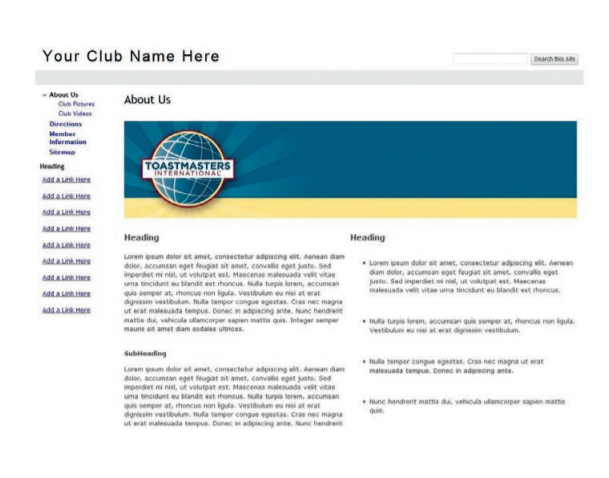 Your Club Name Here
Search this site
About Us
Club Pictures
Club Videos
Directions
Member
Information
Sitemap
Heading
Add a Link Here
Add a Link Here
Add a Link Here
Add a Link Here
Add a Link Here
Add a Link Here
Add a Link Here
Add a Link Here
Add a Link Here
About Us
TOASTMASTERS
INTERNATIONAL
Heading
Lorem ipsum dolor sit amet, consectetur adipiscing elit. Aenean diam
dolor, accumsan eget feugiat sit amet, convallis eget justo. Sed
imperdiet mi nisl, ut volutpat est. Maecenas malesuada velit vitae
urna tincidunt eu blandit est rhoncus. Nulla turpis lorem, accumsan
quis semper at, rhoncus non ligula. Vestibulum eu nisi at erat
dignissim vestibulum. Nulla tempor congue egestas. Cras nec magna
ut erat malesuada tempus. Donec in adipiscing ante. Nunc hendrerit
mattis dui, vehicula ullamcorper sapien mattis quis. Integer semper
mauris sit amet diam sodales ultrices.
SubHeading
Lorem ipsum dolor sit amet, consectetur adipiscing elit. Aenean diam
dolor, accumsan eget feugiat sit amet, convallis eget justo. Sed
imperdiet mi nisl, ut volutpat est. Maecenas malesuada velit vitae
urna tincidunt eu blandit est rhoncus. Nulla turpis lorem, accumsan
quis semper at, rhoncus non ligula. Vestibulum eu nisi at erat
dignissim vestibulum. Nulla tempor congue egestas. Cras nec magna
ut erat malesuada tempus. Donec in adipiscing ante. Nunc hendrerit
Heading
• Lorem ipsum dolor sit amet, consectetur adipiscing elit. Aenean
diam dolor, accumsan eget feugiat sit amet, convallis eget
justo. Sed imperdiet mi nisl, ut volutpat est. Maecenas
malesuada velit vitae urna tincidunt eu blandit est rhoncus.
• Nulla turpis lorem, accumsan quis semper at, rhoncus non ligula.
Vestibulum eu nisi at erat dignissim vestibulum.
• Nulla tempor congue egestas. Cras nec magna ut erat
malesuada tempus. Donec in adipiscing ante.
• Nunc hendrerit mattis dui, vehicula ullamcorper sapien mattis
quis.